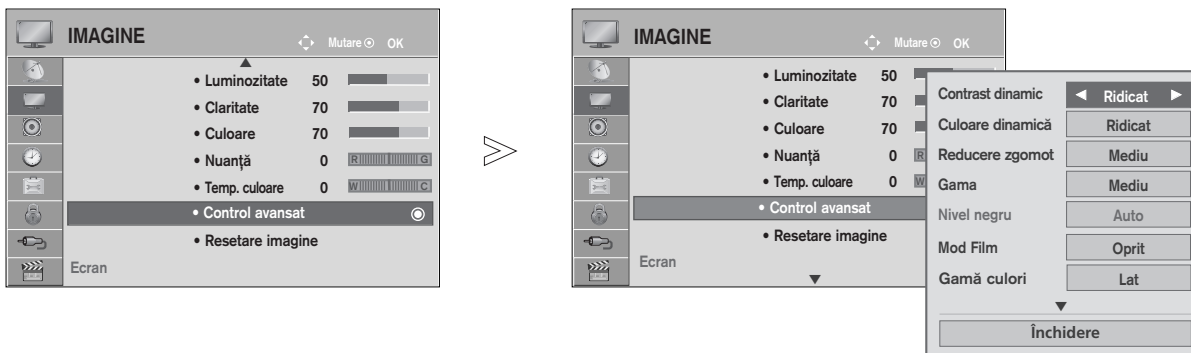 IMAGINE
Mutare OK
• Luminozitate 50
• Claritate 70
• Culoare 70
• Nuanță 0 R G
• Temp. culoare 0 W C
• Control avansat
• Resetare imagine
Ecran
IMAGINE
Mutare OK
• Luminozitate 50
• Claritate 70
• Culoare 70
• Nuanță 0 R
• Temp. culoare 0 W
• Control avansat
• Resetare imagine
Ecran
Contrast dinamic ◄ Ridicat ►
Culoare dinamică Ridicat
Reducere zgomot Mediu
Gama Mediu
Nivel negru Auto
Mod Film Oprit
Gamă culori Lat
Închidere